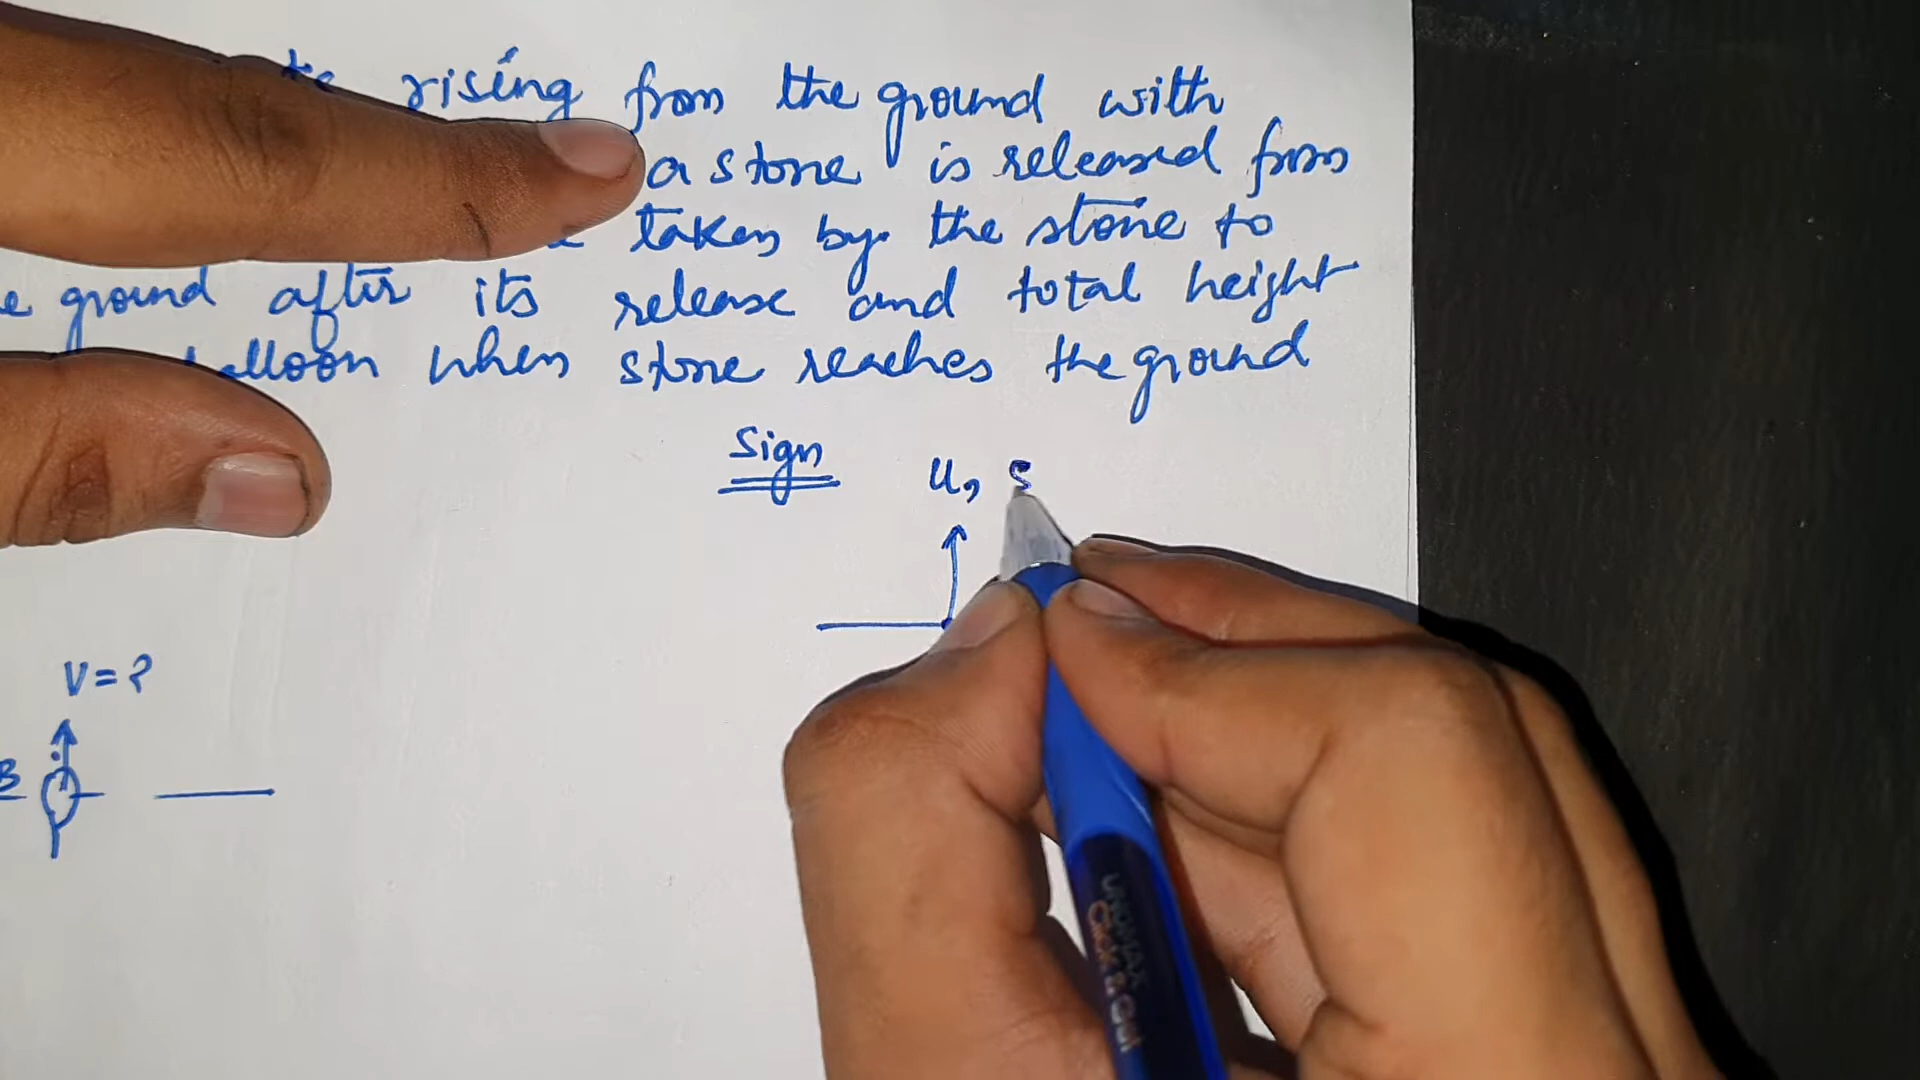 rising from the ground with
a stone is released from
taken by the stone to
ground after its release and total height
balloon when stone reaches the ground
Sign u, s
V = ?
B